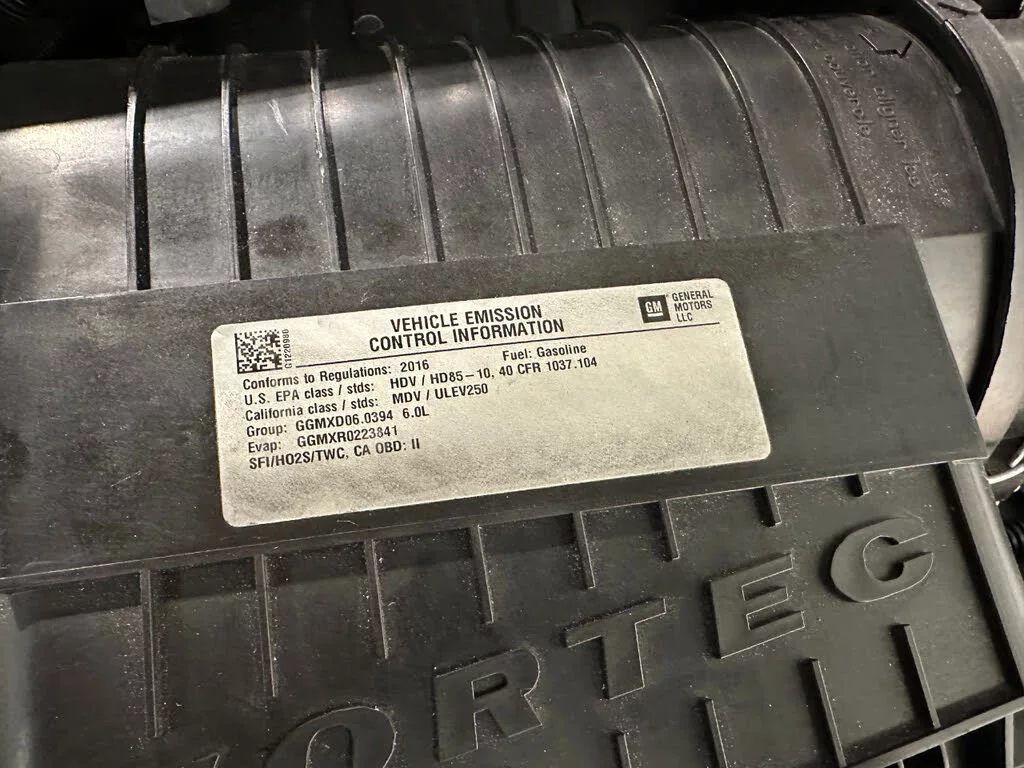 VEHICLE EMISSION
CONTROL INFORMATION
GM
GENERAL
MOTORS
LLC
Conforms to Regulations: 2016 Fuel: Gasoline
U.S. EPA class / stds: HDV / HD85-10, 40 CFR 1037.104
California class / stds: MDV / ULEV250
Group: GGMXD06.0394 6.0L
Evap: GGMXR0223841
SFI/HO2S/TWC, CA OBD: II
ORTEC